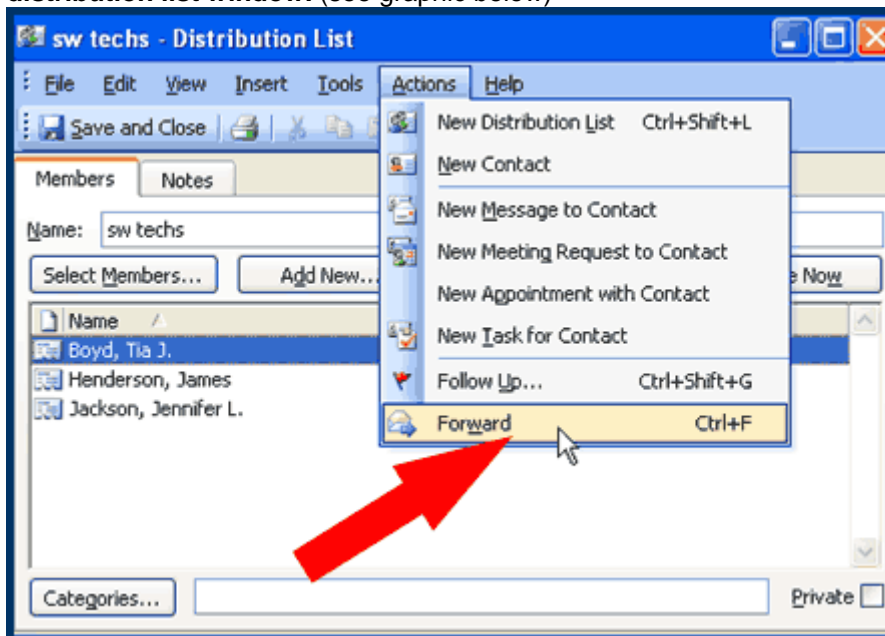 distribution list window (see graphic below)
sw techs - Distribution List
File Edit View Insert Tools Actions Help
Save and Close
New Distribution List Ctrl+Shift+L
New Contact
New Message to Contact
New Meeting Request to Contact
New Appointment with Contact
New Task for Contact
Follow Up... Ctrl+Shift+G
Forward Ctrl+F
Members Notes
Name: sw techs
Select Members... Add New... Now
Name
Boyd, Tia J.
Henderson, James
Jackson, Jennifer L.
Categories... Private